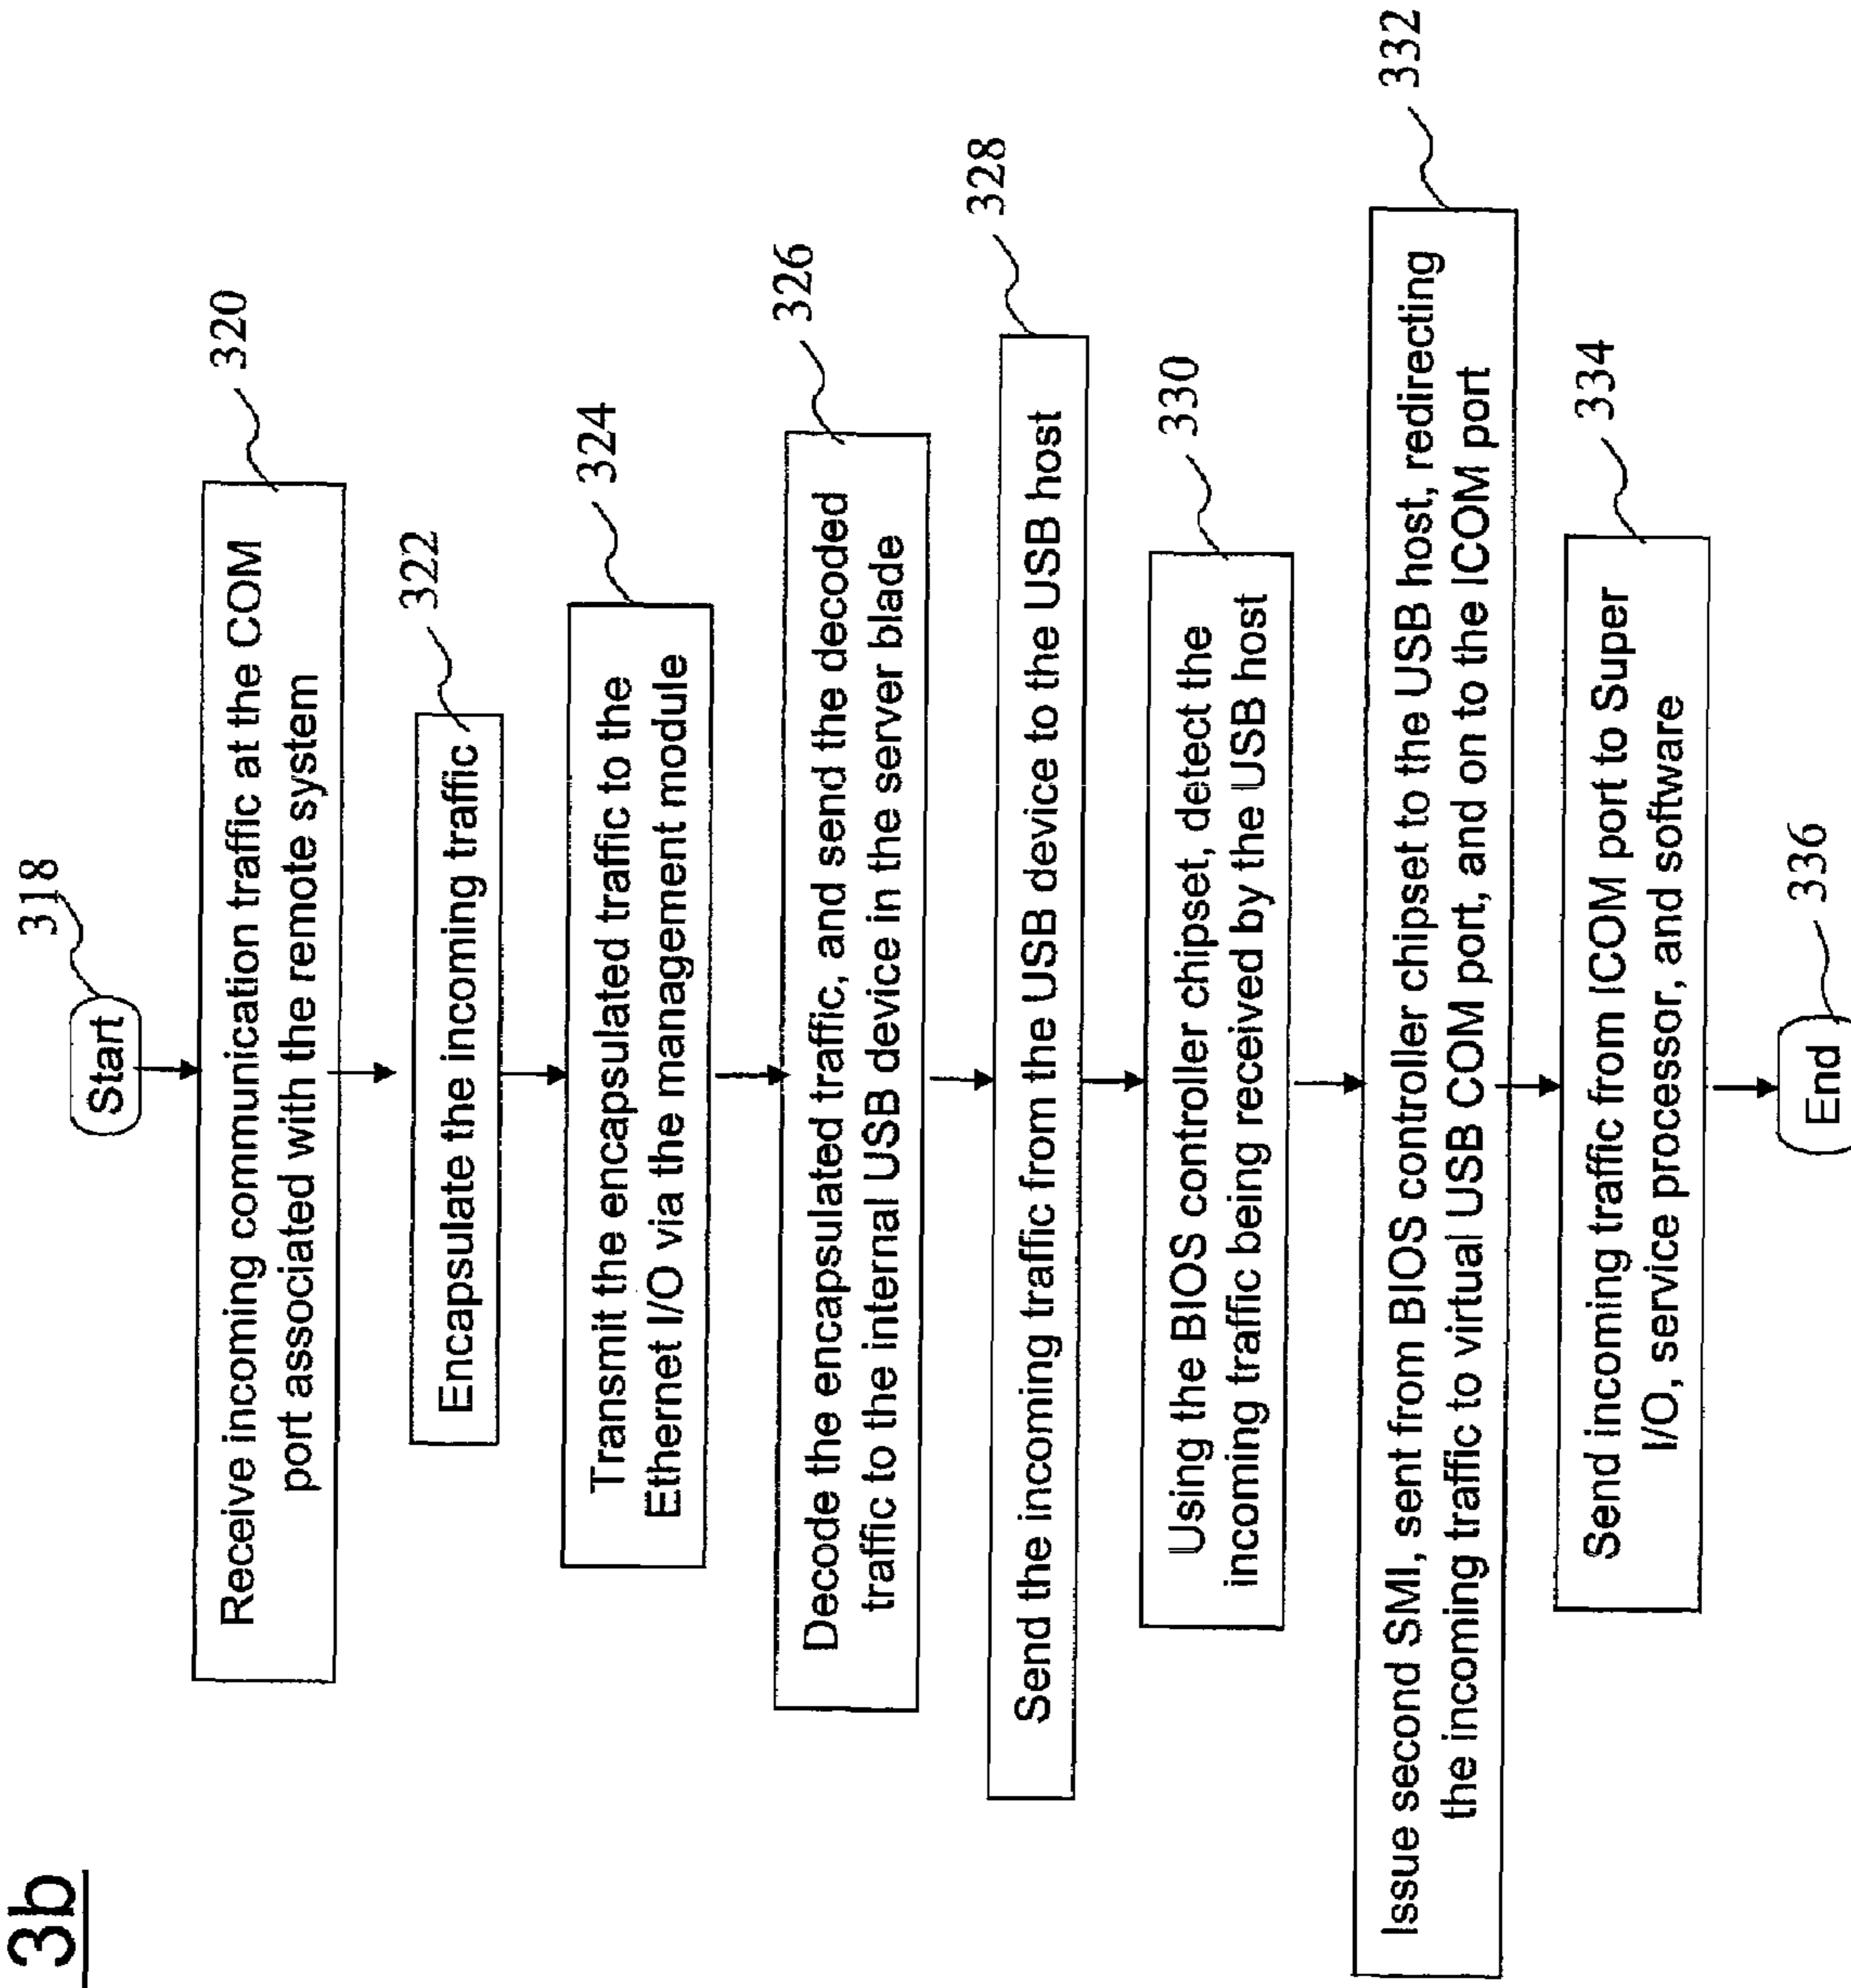 3b
318
Start
320
Receive incoming communication traffic at the COM
port associated with the remote system
322
Encapsulate the incoming traffic
324
Transmit the encapsulated traffic to the
Ethernet I/O via the management module
326
Decode the encapsulated traffic, and send the decoded
traffic to the internal USB device in the server blade
328
Send the incoming traffic from the USB device to the USB host
330
Using the BIOS controller chipset, detect the
incoming traffic being received by the USB host
332
Issue second SMI, sent from BIOS controller chipset to the USB host, redirecting
the incoming traffic to virtual USB COM port, and on to the ICOM port
334
Send incoming traffic from ICOM port to Super
I/O, service processor, and software
336
End